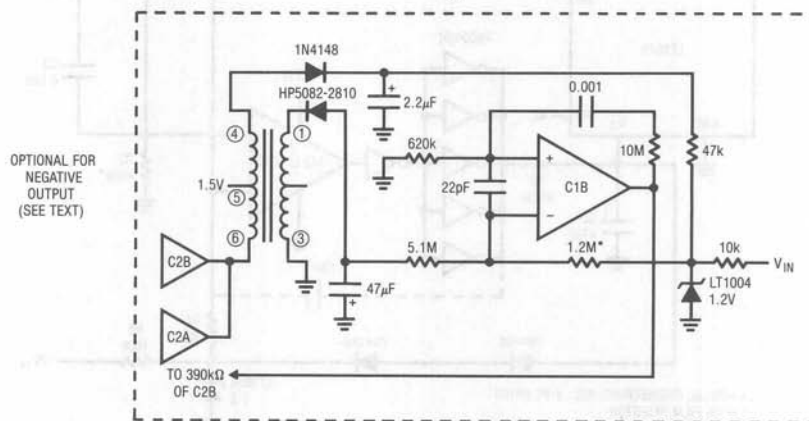 1N4148
HP5082-2810
2.2µF
+
0.001
④
①
620k
10M
47k
OPTIONAL FOR
NEGATIVE
OUTPUT
(SEE TEXT)
1.5V
⑤
22pF
+
−
C1B
⑥
③
C2B
5.1M
1.2M*
10k
VIN
47µF
+
LT1004
1.2V
C2A
TO 390kΩ
OF C2B